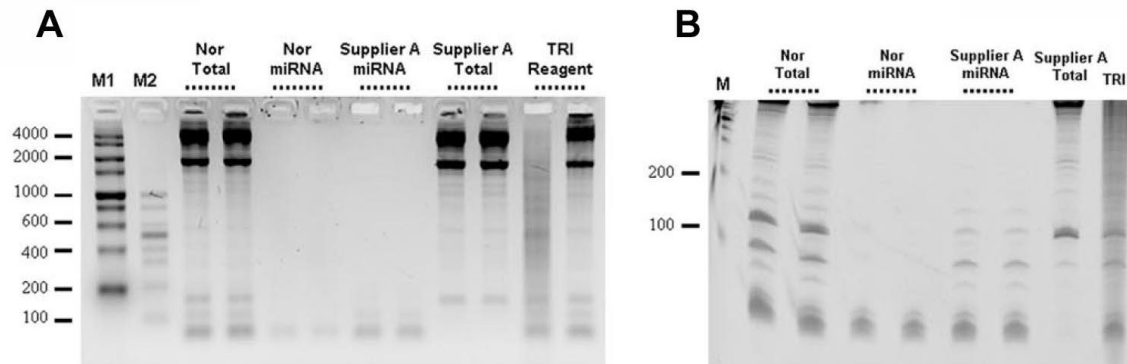 A
M1
M2
Nor
Total
Nor
miRNA
Supplier A
miRNA
Supplier A
Total
TRI
Reagent
4000
2000
1000
600
400
200
100
B
M
Nor
Total
Nor
miRNA
Supplier A
miRNA
Supplier A
Total
TRI
200
100